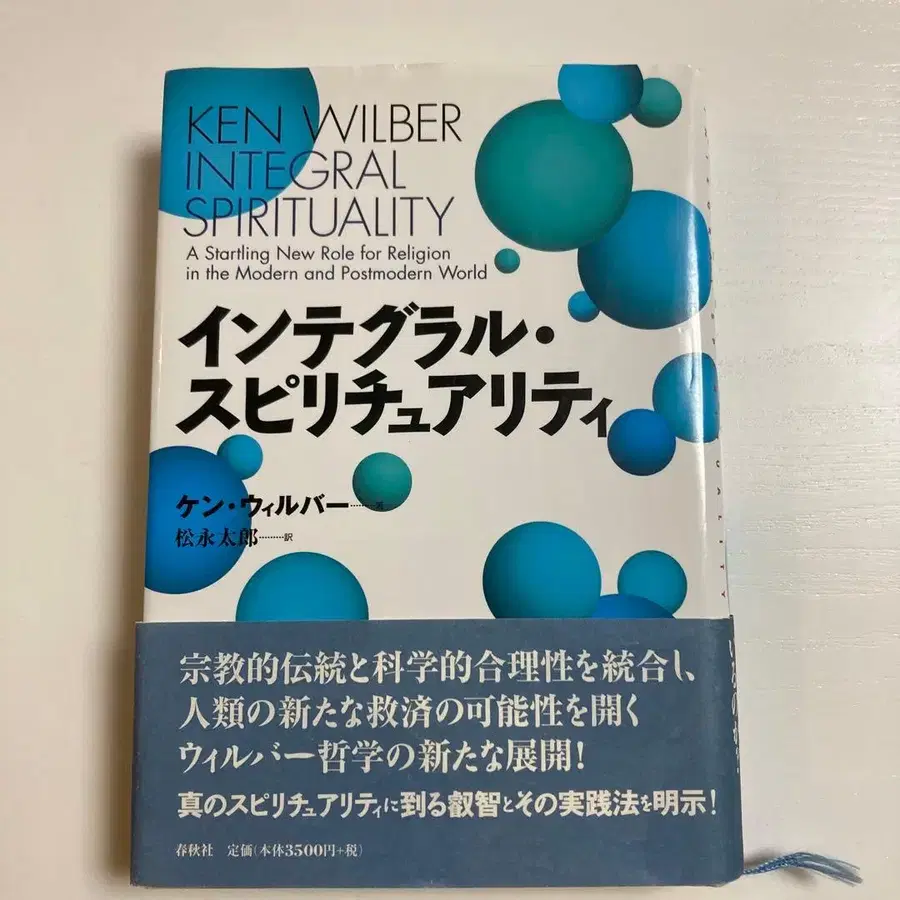 KEN WILBER
INTEGRAL
SPIRITUALITY
A Startling New Role for Religion
in the Modern and Postmodern World
インテグラル・
スピリチュアリティ
ケン・ウィルバー………著
松永太郎………訳
宗教的伝統と科学的合理性を統合し、
人類の新たな救済の可能性を開く
ウィルバー哲学の新たな展開!
真のスピリチュアリティに到る叡智とその実践法を明示!
春秋社 定価(本体3500円+税)